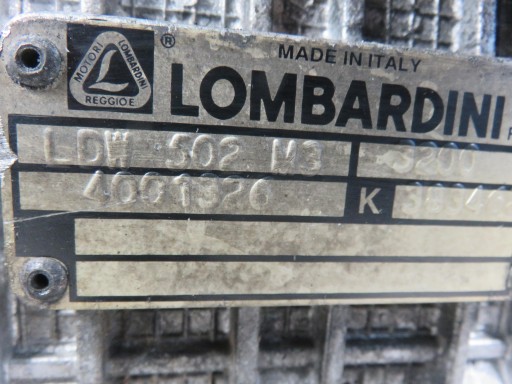 MADE IN ITALY
MOTORI LOMBARDINI REGGIO E
® LOMBARDINI
LDW 502 M3 3200
4001326 K